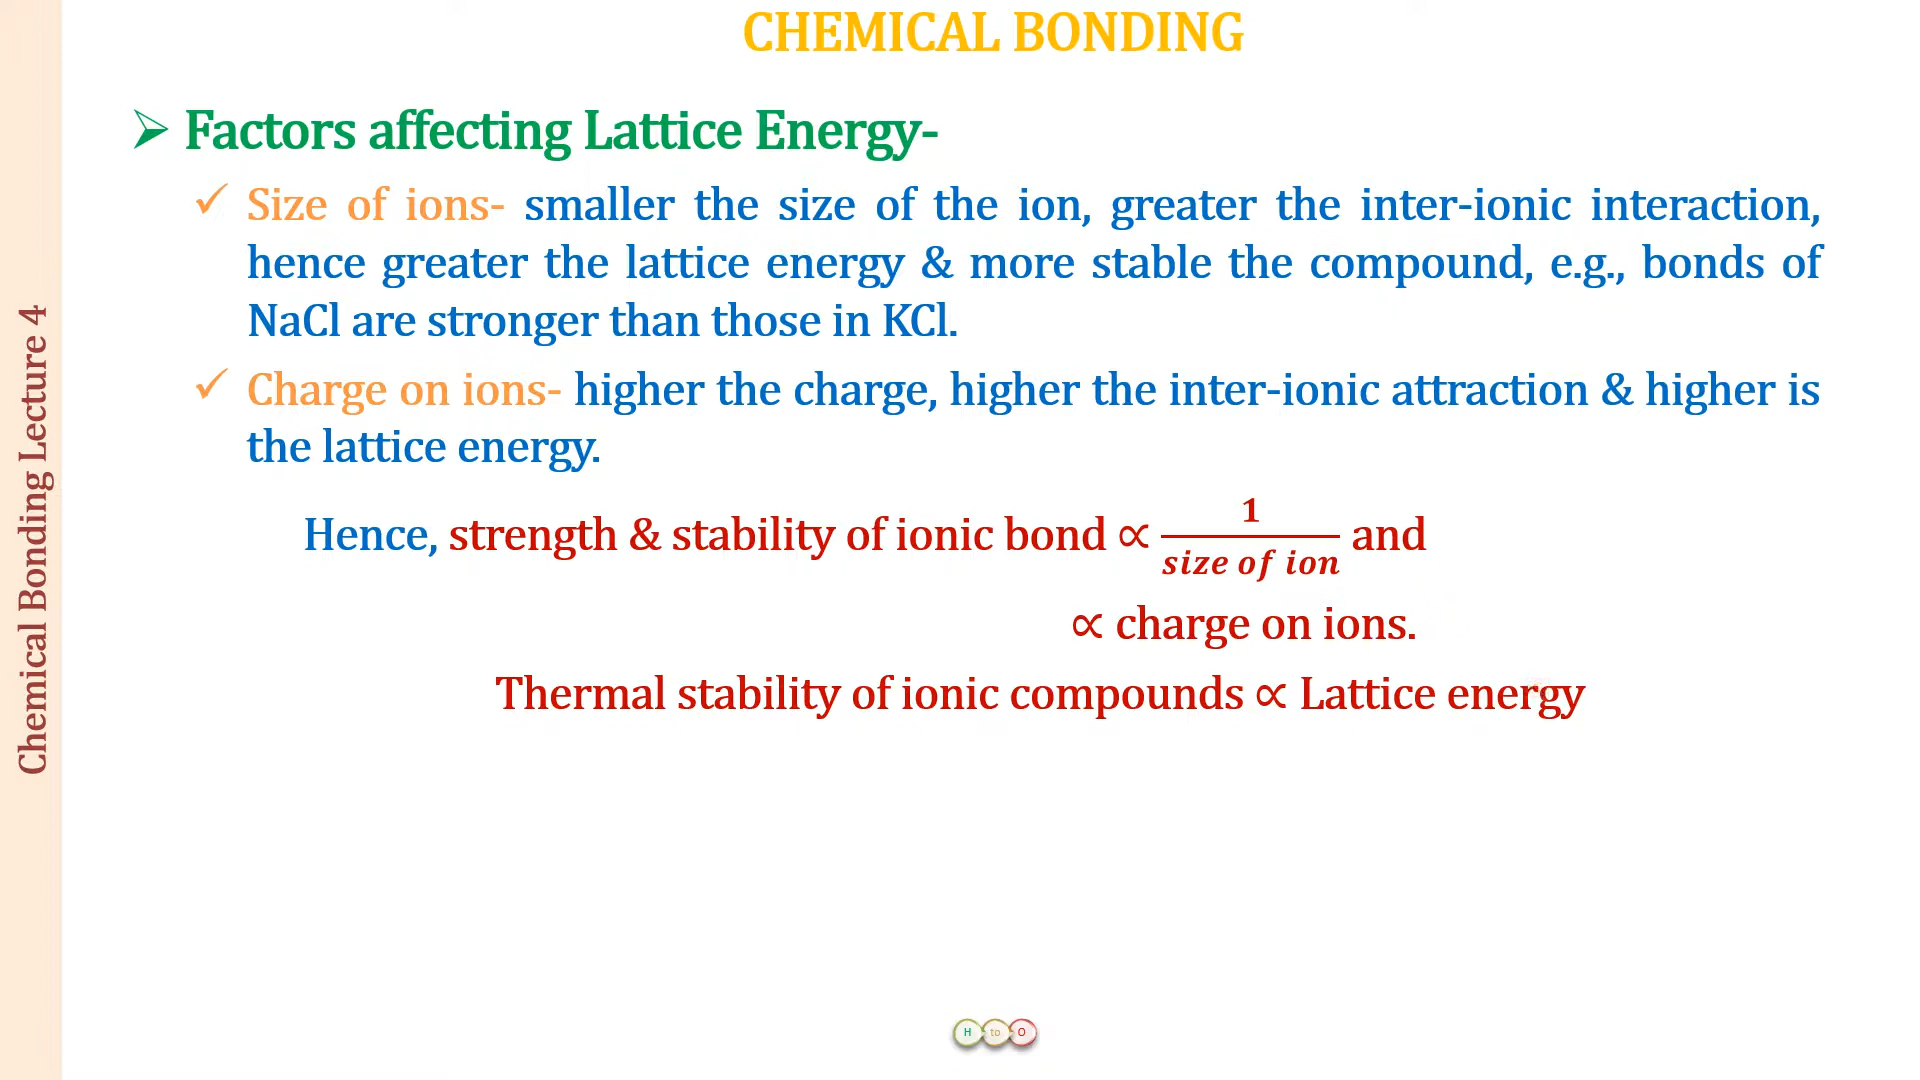 CHEMICAL BONDING
Factors affecting Lattice Energy-
Size of ions- smaller the size of the ion, greater the inter-ionic interaction,
hence greater the lattice energy & more stable the compound, e.g., bonds of
NaCl are stronger than those in KCl.
Charge on ions- higher the charge, higher the inter-ionic attraction & higher is
the lattice energy.
Hence, strength & stability of ionic bond ∝ 1/size of ion and
∝ charge on ions.
Thermal stability of ionic compounds ∝ Lattice energy
Chemical Bonding Lecture 4
H to O